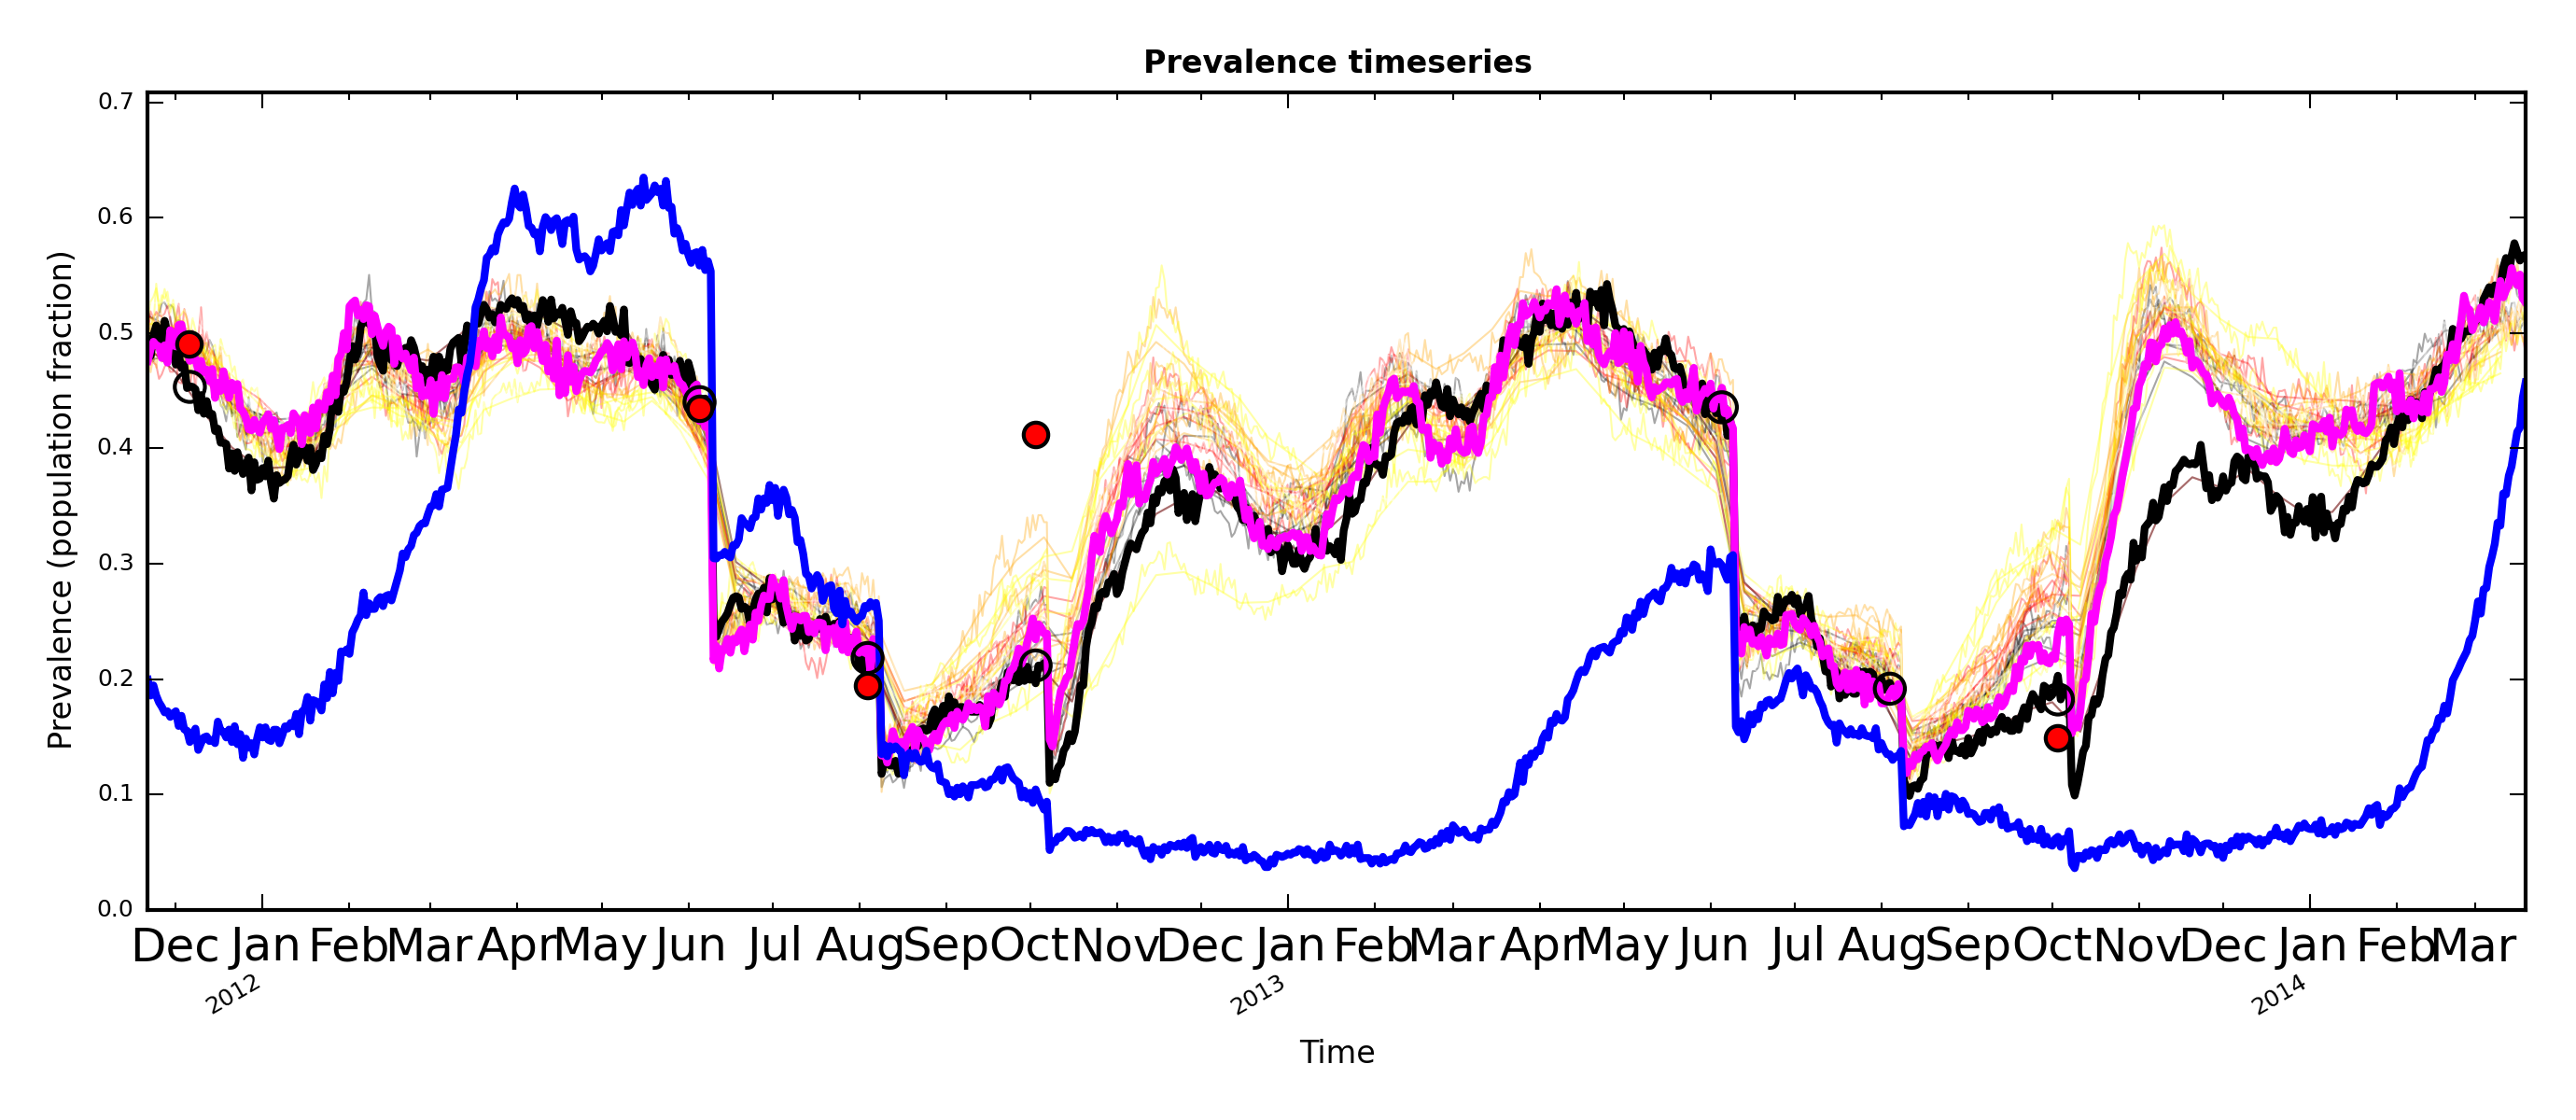 Prevalence timeseries
0.7
0.6
0.5
0.4
0.3
0.2
0.1
0.0
Prevalence (population fraction)
Dec Jan Feb Mar Apr May Jun Jul Aug Sep Oct Nov Dec Jan Feb Mar Apr May Jun Jul Aug Sep Oct Nov Dec Jan Feb Mar
2012 2013 2014
Time